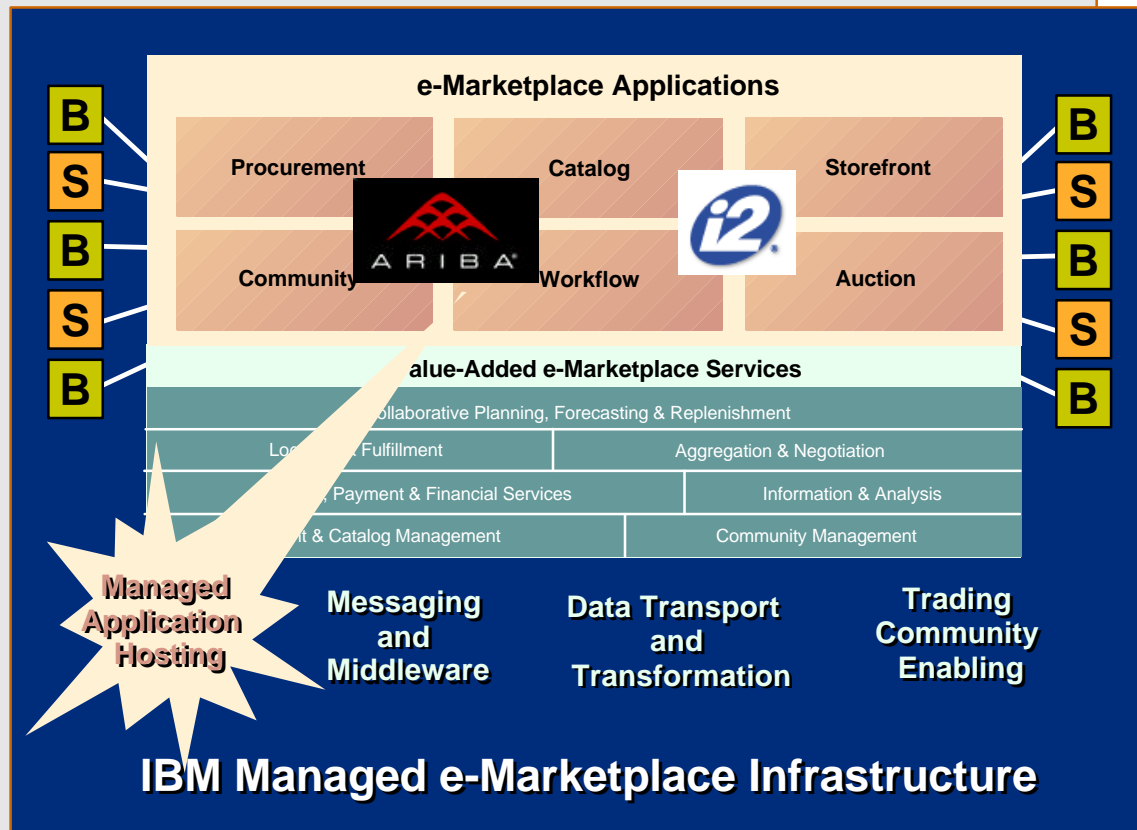 e-Marketplace Applications
B
S
B
S
B
B
S
B
S
B
Procurement
Catalog
Storefront
ARIBA®
i2®
Community
Workflow
Auction
alue-Added e-Marketplace Services
ollaborative Planning, Forecasting & Replenishment
Fulfillment
Aggregation & Negotiation
, Payment & Financial Services
Information & Analysis
& Catalog Management
Community Management
Managed
Application
Hosting
Messaging
and
Middleware
Data Transport
and
Transformation
Trading
Community
Enabling
IBM Managed e-Marketplace Infrastructure